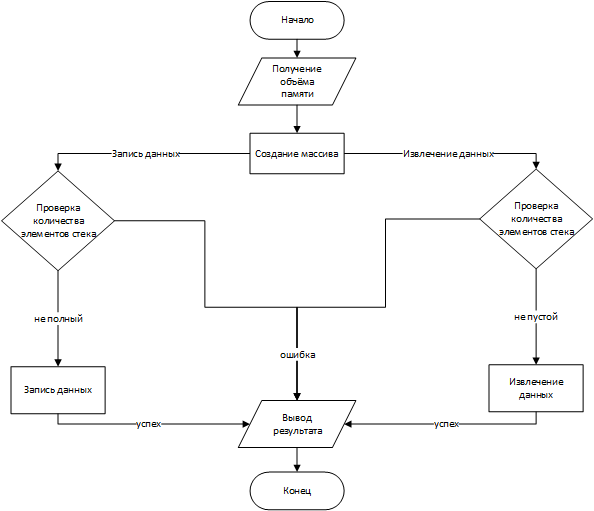 Начало
Получение
объёма
памяти
Запись данных
Создание массива
Извлечение данных
Проверка
количества
элементов стека
Проверка
количества
элементов стека
не полный
не пустой
ошибка
Запись данных
Извлечение
данных
успех
Вывод
результата
успех
Конец